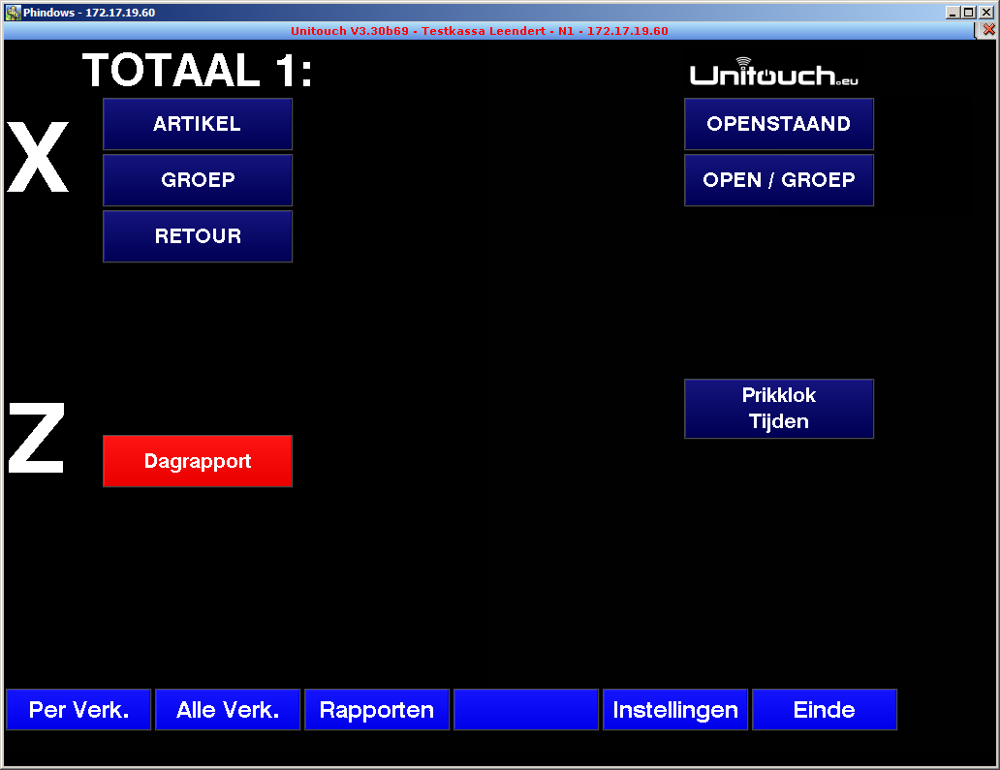 Phindows - 172.17.19.60
Unitouch V3.30b69 - Testkassa Leendert - N1 - 172.17.19.60
TOTAAL 1:
Unitouch.eu
X
ARTIKEL
OPENSTAAND
GROEP
OPEN / GROEP
RETOUR
Z
Prikklok
Tijden
Dagrapport
Per Verk.
Alle Verk.
Rapporten
Instellingen
Einde